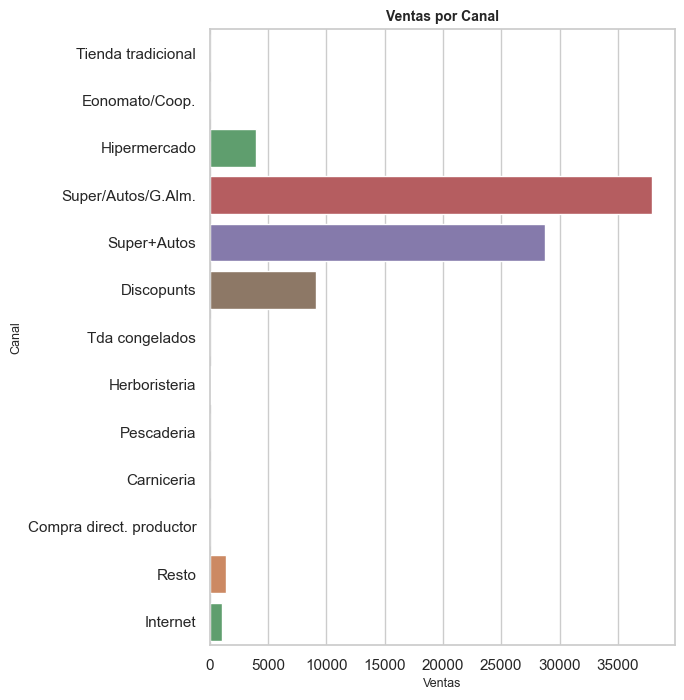 Ventas por Canal
Tienda tradicional
Eonomato/Coop.
Hipermercado
Super/Autos/G.Alm.
Super+Autos
Discopunts
Tda congelados
Herboristeria
Pescaderia
Carniceria
Compra direct. productor
Resto
Internet
Canal
0 5000 10000 15000 20000 25000 30000 35000
Ventas